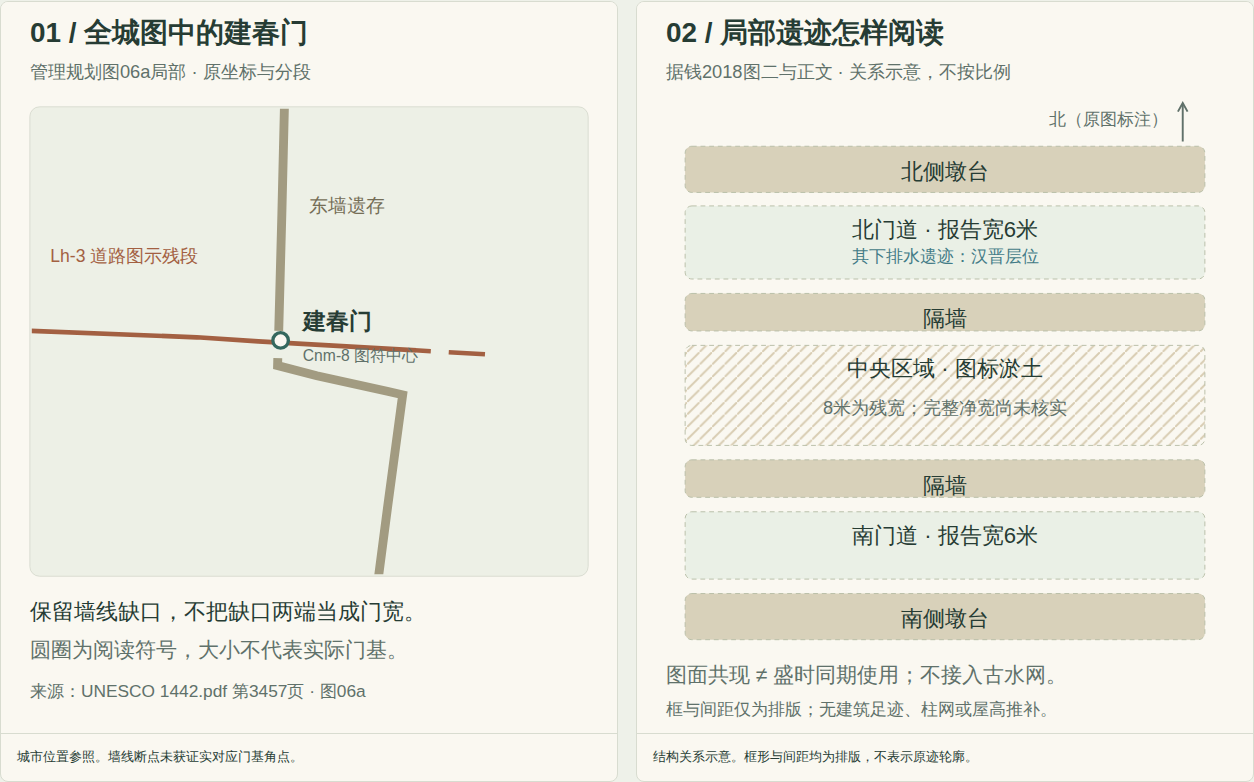 01 / 全城图中的建春门
管理规划图06a局部 · 原坐标与分段
东墙遗存
Lh-3 道路图示残段
建春门
Cnm-8 图符中心
保留墙线缺口，不把缺口两端当成门宽。
圆圈为阅读符号，大小不代表实际门基。
来源：UNESCO 1442.pdf 第3457页 · 图06a
城市位置参照。墙线断点未获证实对应门基角点。
02 / 局部遗迹怎样阅读
据钱2018图二与正文 · 关系示意，不按比例
北（原图标注）
北侧墩台
北门道 · 报告宽6米
其下排水遗迹：汉晋层位
隔墙
中央区域 · 图标淤土
8米为残宽；完整净宽尚未核实
隔墙
南门道 · 报告宽6米
南侧墩台
图面共现 ≠ 盛时同期使用；不接入古水网。
框与间距仅为排版；无建筑足迹、柱网或屋高推补。
结构关系示意。框形与间距均为排版，不表示原迹轮廓。